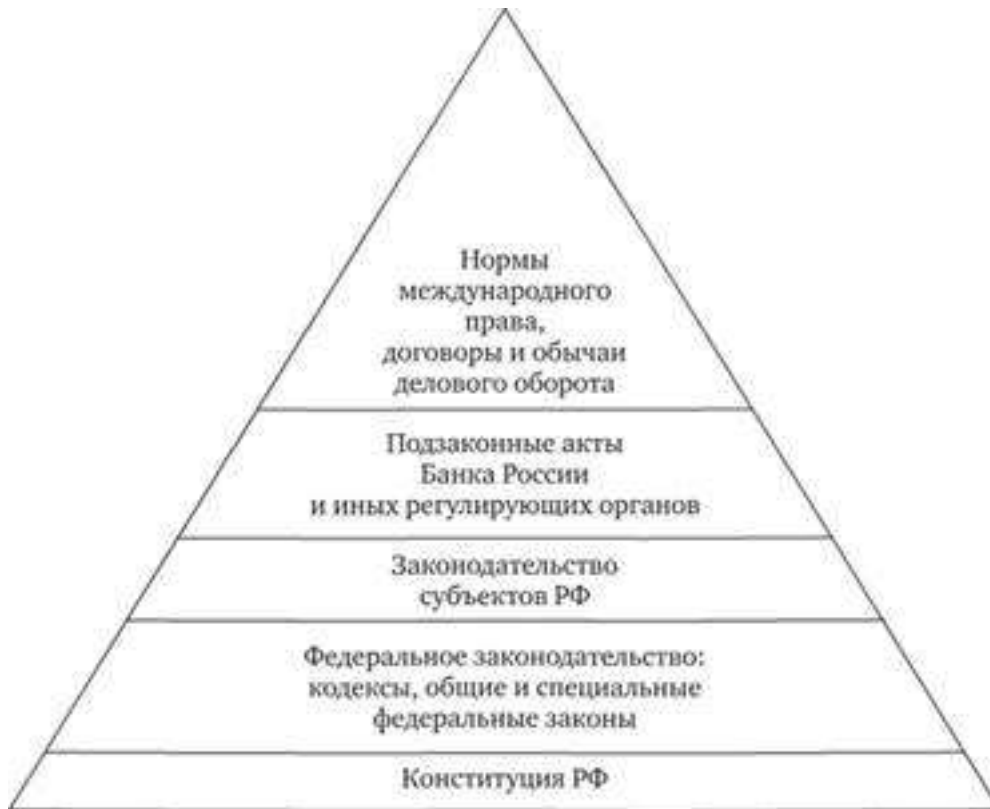 Нормы
международного
права,
договоры и обычаи
делового оборота
Подзаконные акты
Банка России
и иных регулирующих органов
Законодательство
субъектов РФ
Федеральное законодательство:
кодексы, общие и специальные
федеральные законы
Конституция РФ